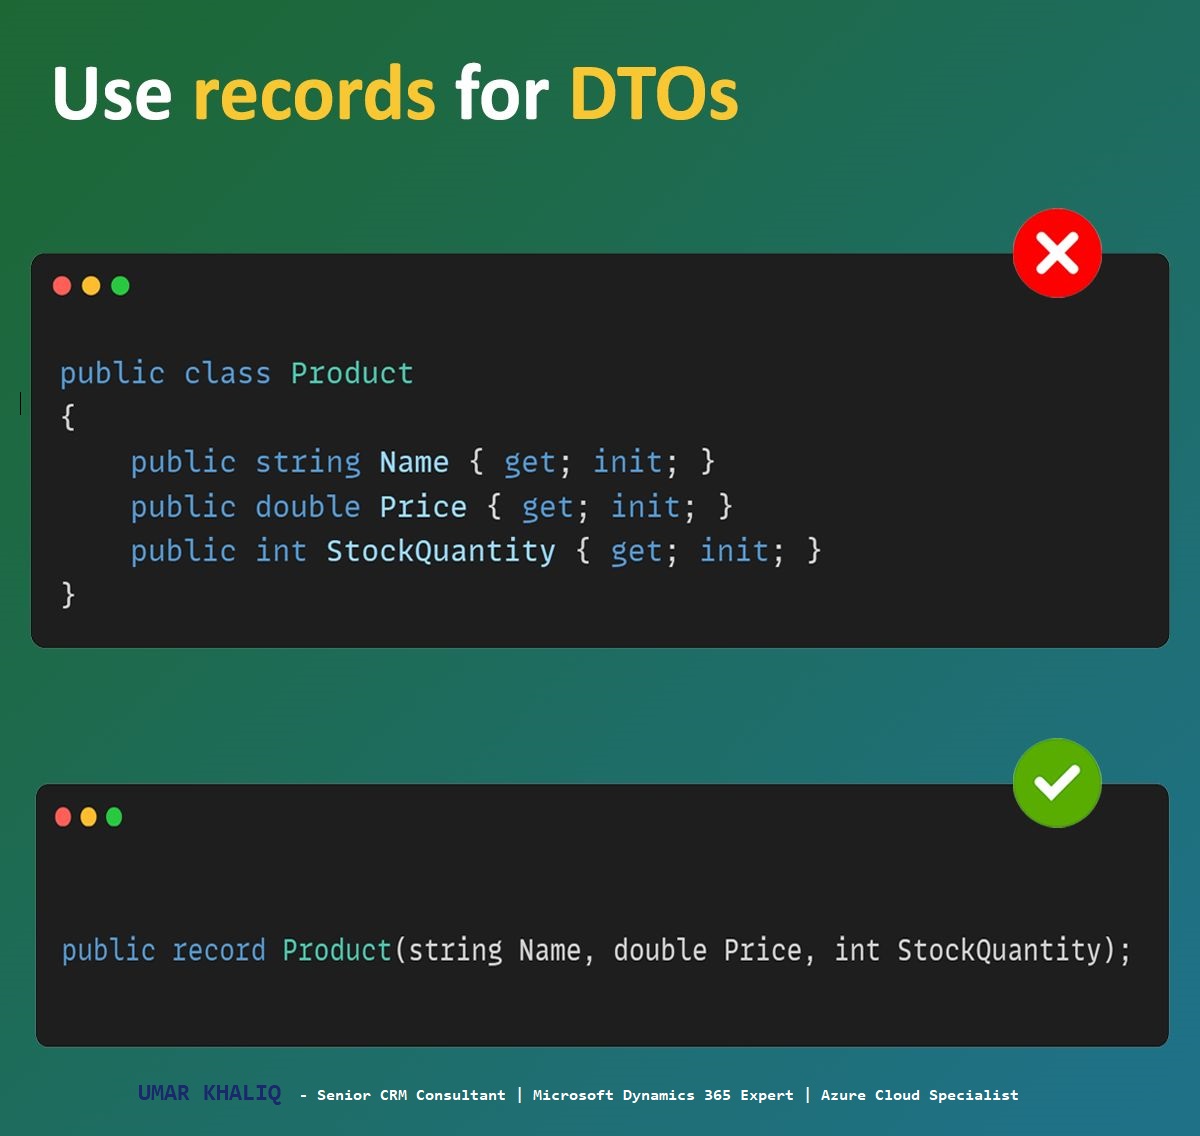 Use records for DTOs
public class Product
{
    public string Name { get; init; }
    public double Price { get; init; }
    public int StockQuantity { get; init; }
}
public record Product(string Name, double Price, int StockQuantity);
UMAR KHALIQ - Senior CRM Consultant | Microsoft Dynamics 365 Expert | Azure Cloud Specialist